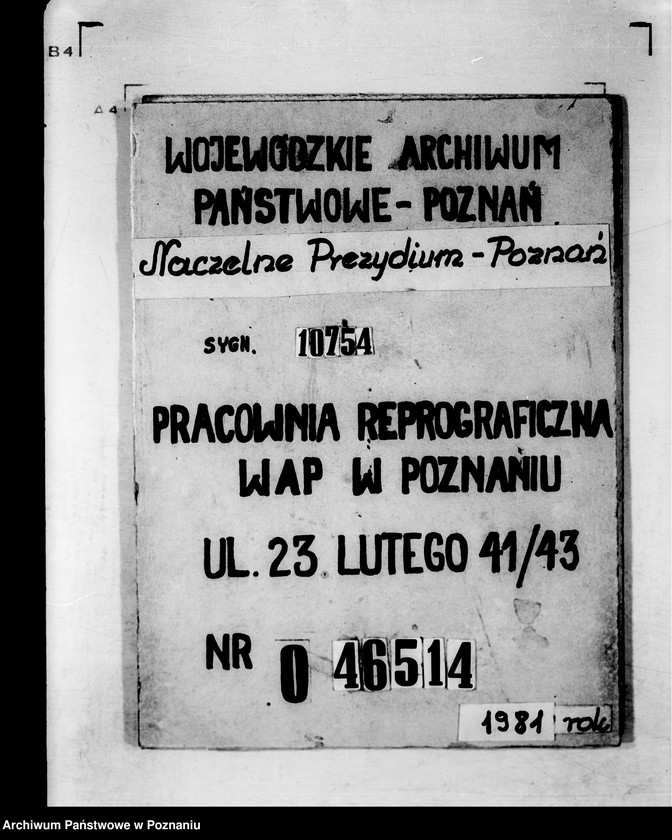 B4
A4
WOJEWÓDZKIE ARCHIWUM
PAŃSTWOWE - POZNAŃ
Naczelne Prezydium - Poznań
SYGN. 10754
PRACOWNIA REPROGRAFICZNA
WAP W POZNANIU
UL. 23 LUTEGO 41/43
NR 0 46514
1981 rok
Archiwum Państwowe w Poznaniu